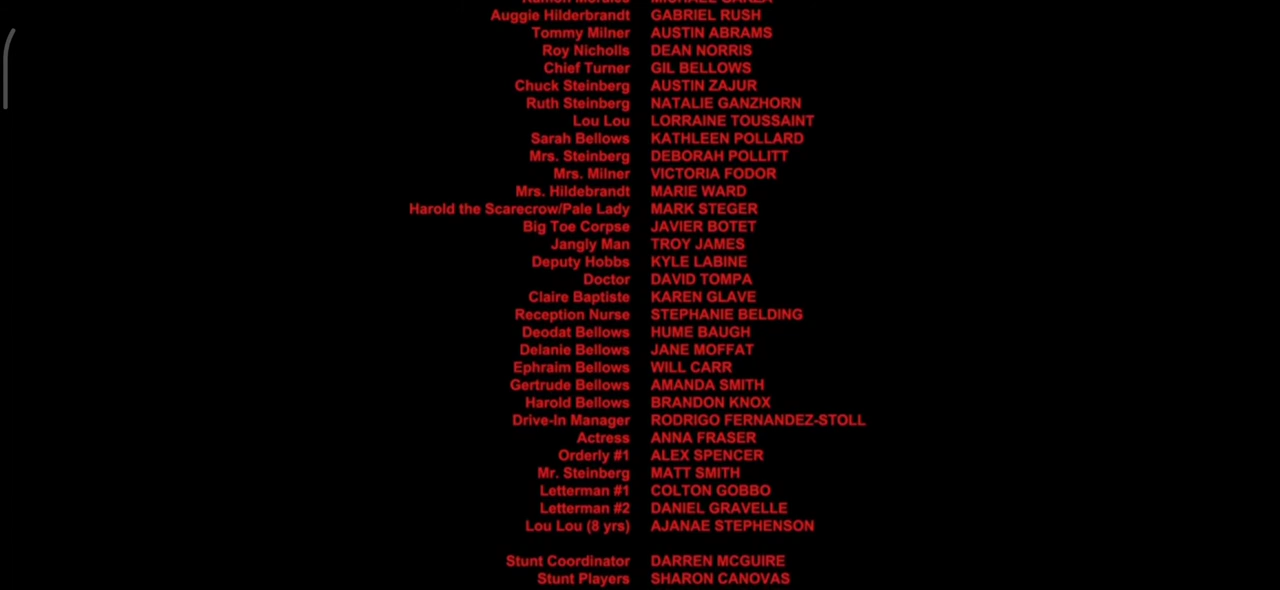 Auggie Hilderbrandt GABRIEL RUSH
Tommy Milner AUSTIN ABRAMS
Roy Nicholls DEAN NORRIS
Chief Turner GIL BELLOWS
Chuck Steinberg AUSTIN ZAJUR
Ruth Steinberg NATALIE GANZHORN
Lou Lou LORRAINE TOUSSAINT
Sarah Bellows KATHLEEN POLLARD
Mrs. Steinberg DEBORAH POLLITT
Mrs. Milner VICTORIA FODOR
Mrs. Hildebrandt MARIE WARD
Harold the Scarecrow/Pale Lady MARK STEGER
Big Toe Corpse JAVIER BOTET
Jangly Man TROY JAMES
Deputy Hobbs KYLE LABINE
Doctor DAVID TOMPA
Claire Baptiste KAREN GLAVE
Reception Nurse STEPHANIE BELDING
Deodat Bellows HUME BAUGH
Delanie Bellows JANE MOFFAT
Ephraim Bellows WILL CARR
Gertrude Bellows AMANDA SMITH
Harold Bellows BRANDON KNOX
Drive-In Manager RODRIGO FERNANDEZ-STOLL
Actress ANNA FRASER
Orderly #1 ALEX SPENCER
Mr. Steinberg MATT SMITH
Letterman #1 COLTON GOBBO
Letterman #2 DANIEL GRAVELLE
Lou Lou (8 yrs) AJANAE STEPHENSON
Stunt Coordinator DARREN MCGUIRE
Stunt Players SHARON CANOVAS